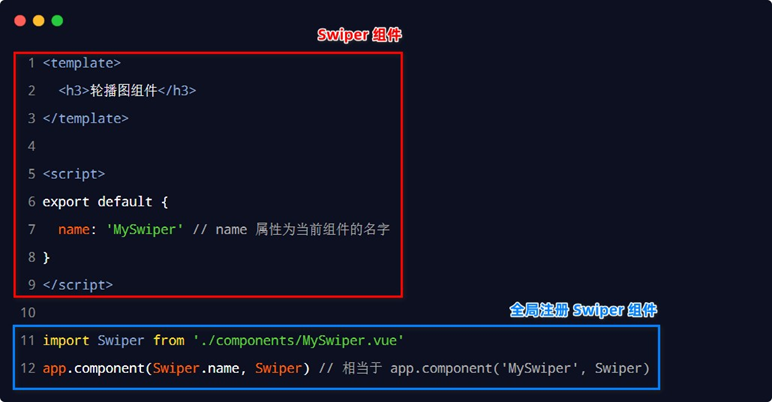 Swiper 组件
1 <template>
2   <h3>轮播图组件</h3>
3 </template>
4
5 <script>
6 export default {
7   name: 'MySwiper' // name 属性为当前组件的名字
8 }
9 </script>
10
全局注册 Swiper 组件
11 import Swiper from './components/MySwiper.vue'
12 app.component(Swiper.name, Swiper) // 相当于 app.component('MySwiper', Swiper)